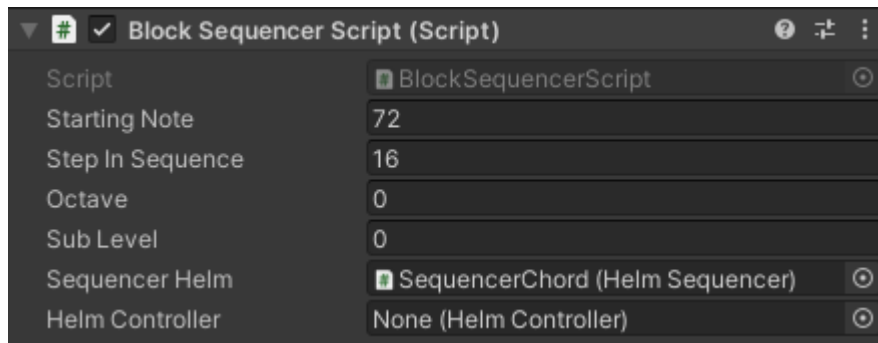 # Block Sequencer Script (Script)
Script # BlockSequencerScript
Starting Note 72
Step In Sequence 16
Octave 0
Sub Level 0
Sequencer Helm # SequencerChord (Helm Sequencer)
Helm Controller None (Helm Controller)